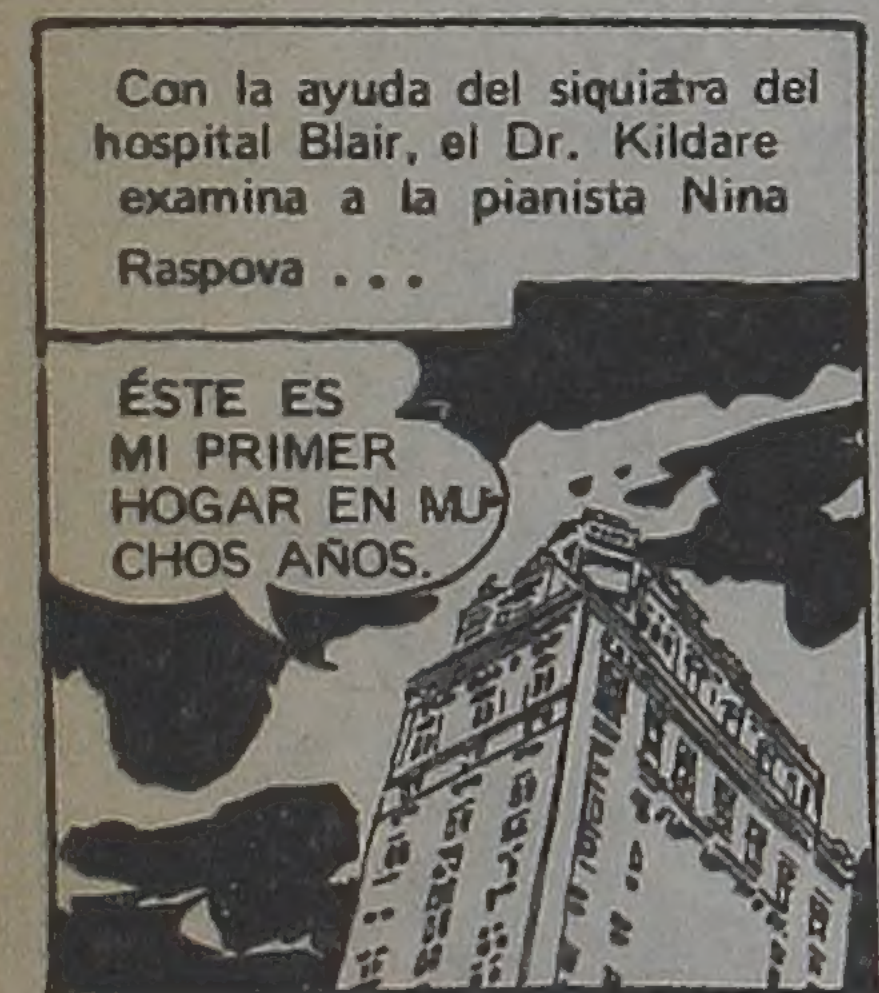 Con la ayuda del siquiatra del
hospital Blair, el Dr. Kildare
examina a la pianista Nina
Raspova . . .
ÉSTE ES
MI PRIMER
HOGAR EN MU-
CHOS AÑOS.